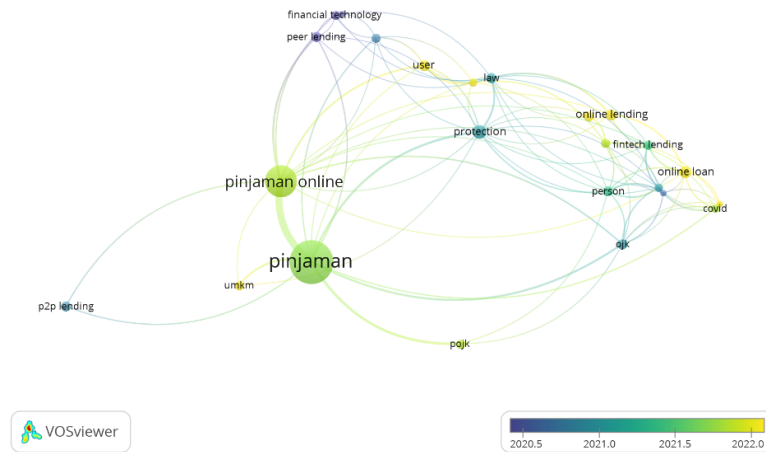 financial technology
peer lending
user
law
online lending
protection
fintech lending
online loan
pinjaman online
person
covid
ojk
pinjaman
umkm
p2p lending
pojk
VOSviewer
2020.5 2021.0 2021.5 2022.0